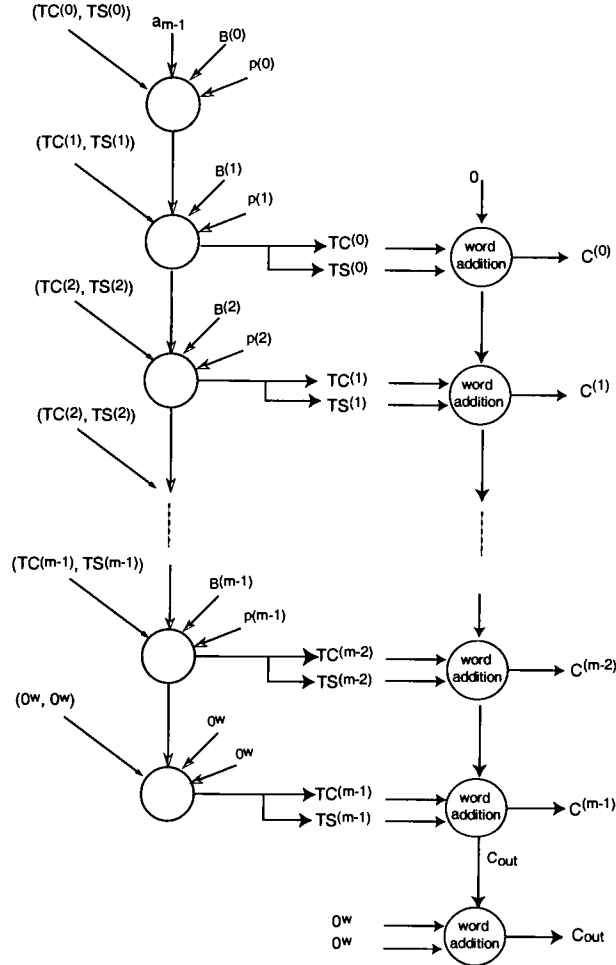 (TC(0), TS(0))
am-1
B(0)
p(0)
(TC(1), TS(1))
B(1)
p(1)
0
TC(0)
TS(0)
word addition
C(0)
(TC(2), TS(2))
B(2)
p(2)
TC(1)
TS(1)
word addition
C(1)
(TC(2), TS(2))
(TC(m-1), TS(m-1))
B(m-1)
p(m-1)
TC(m-2)
TS(m-2)
word addition
C(m-2)
(0w, 0w)
0w
0w
TC(m-1)
TS(m-1)
word addition
C(m-1)
Cout
0w
0w
word addition
Cout